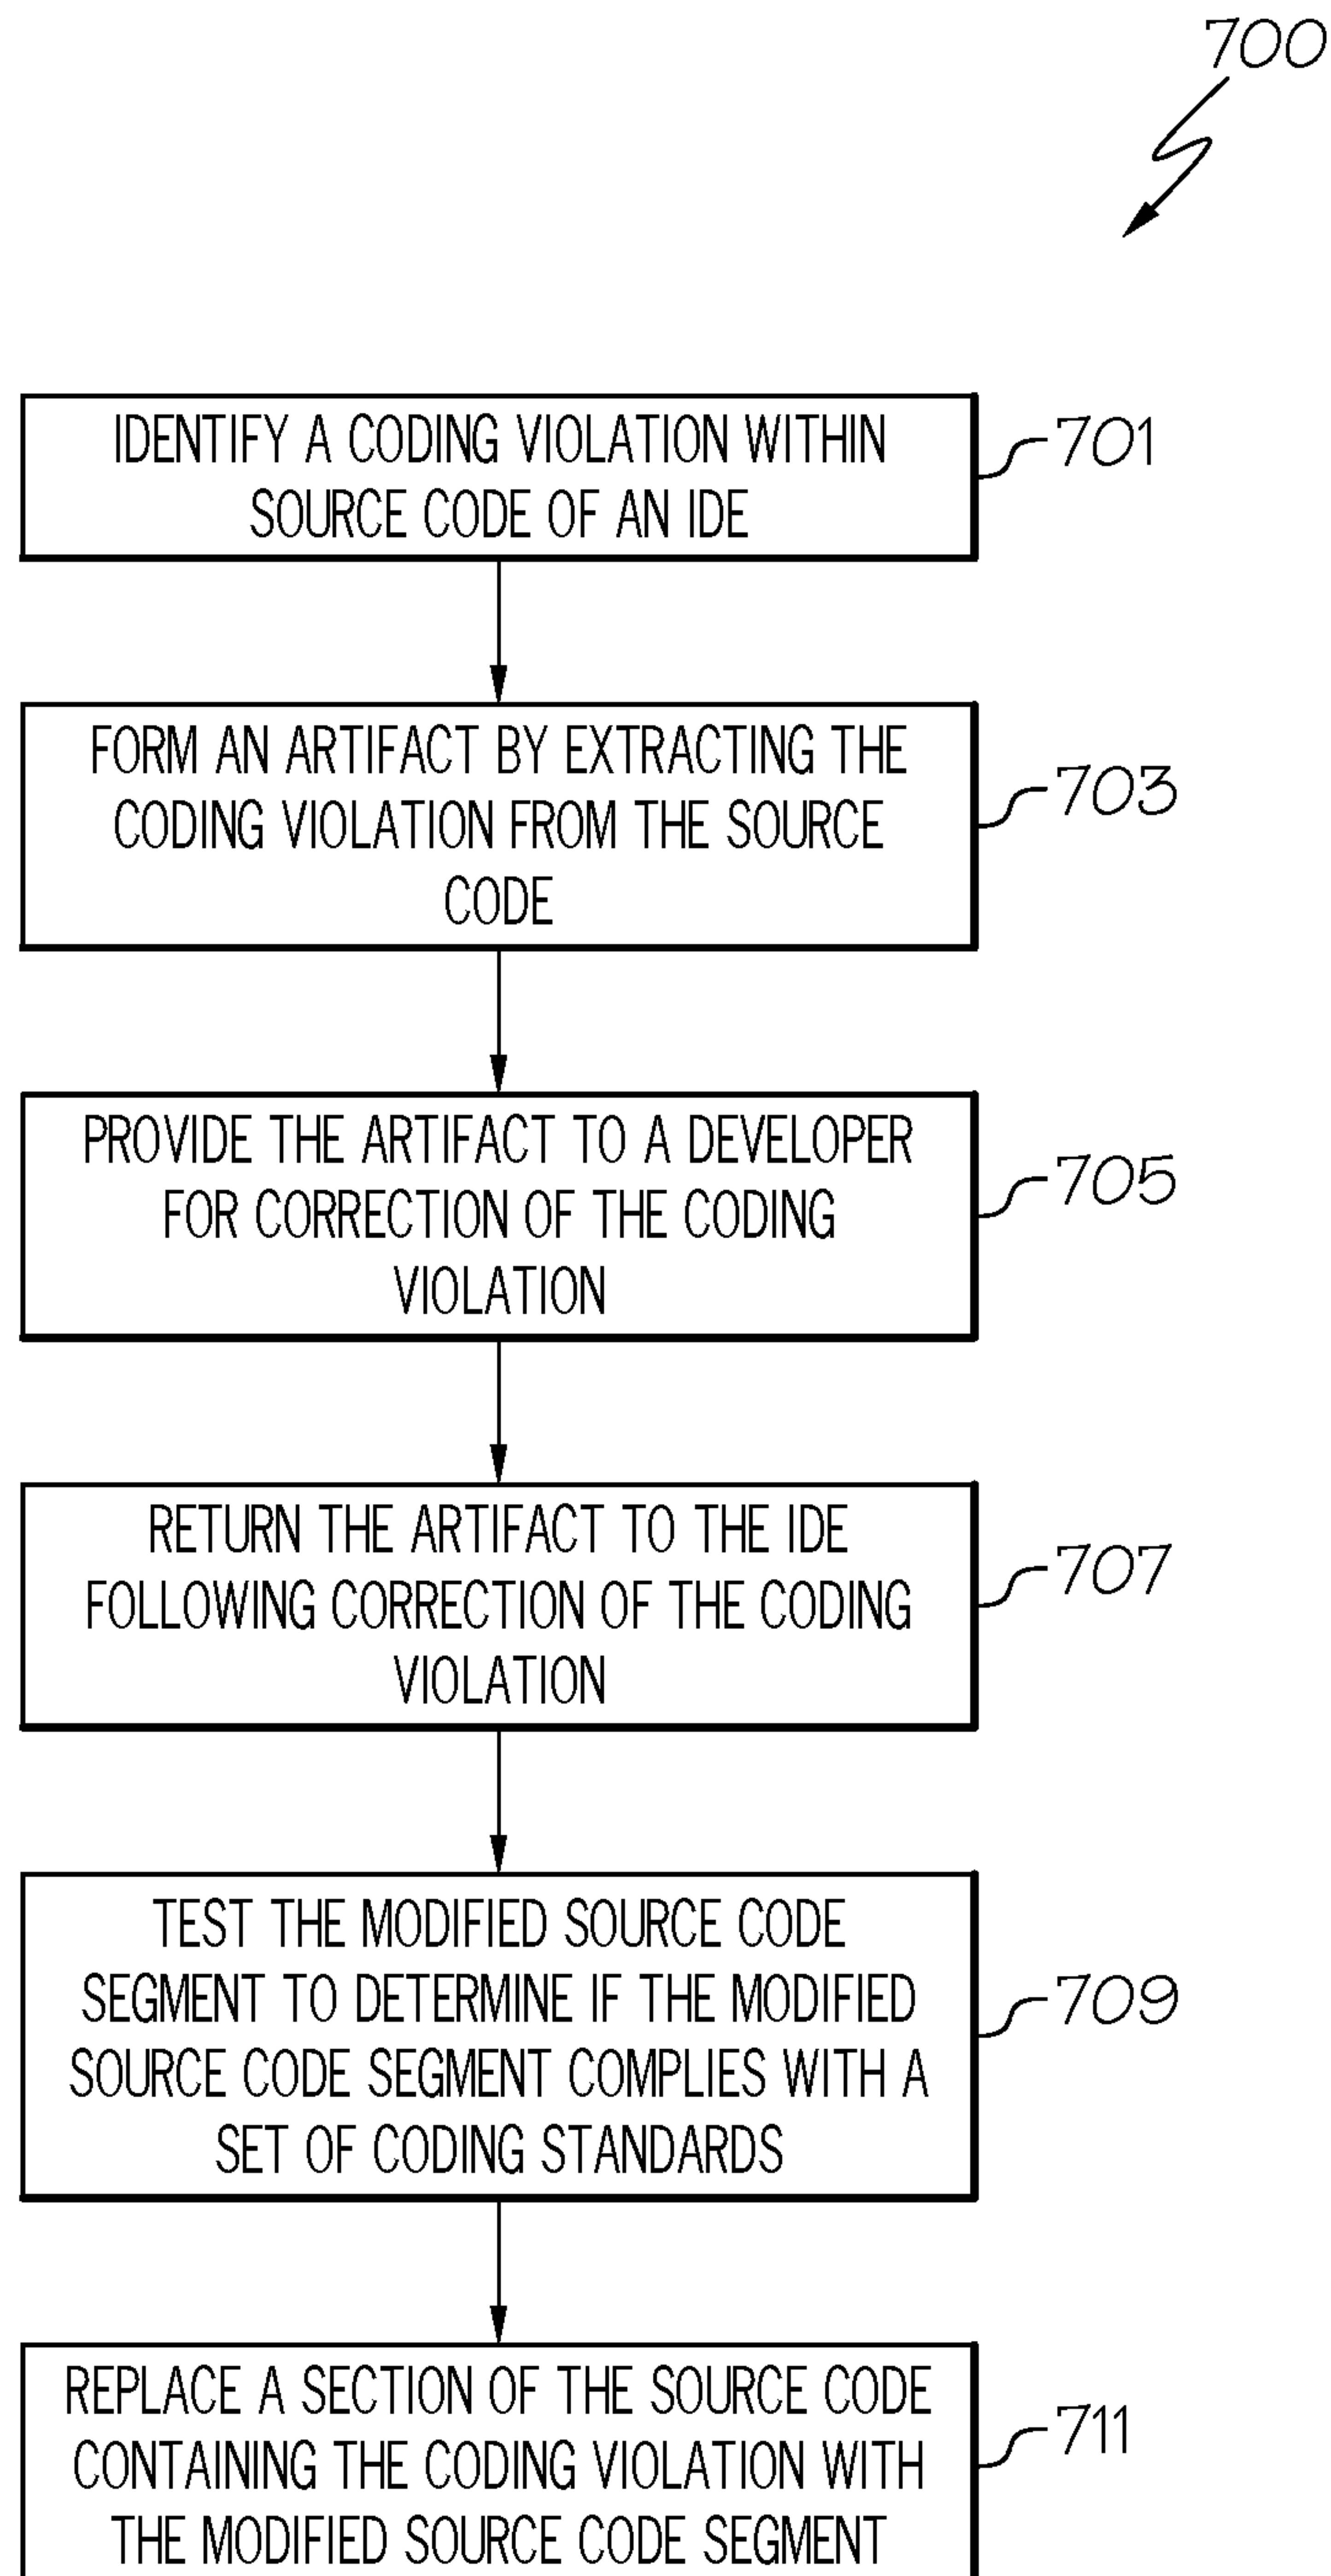 700
IDENTIFY A CODING VIOLATION WITHIN
SOURCE CODE OF AN IDE
701
FORM AN ARTIFACT BY EXTRACTING THE
CODING VIOLATION FROM THE SOURCE
CODE
703
PROVIDE THE ARTIFACT TO A DEVELOPER
FOR CORRECTION OF THE CODING
VIOLATION
705
RETURN THE ARTIFACT TO THE IDE
FOLLOWING CORRECTION OF THE CODING
VIOLATION
707
TEST THE MODIFIED SOURCE CODE
SEGMENT TO DETERMINE IF THE MODIFIED
SOURCE CODE SEGMENT COMPLIES WITH A
SET OF CODING STANDARDS
709
REPLACE A SECTION OF THE SOURCE CODE
CONTAINING THE CODING VIOLATION WITH
THE MODIFIED SOURCE CODE SEGMENT
711